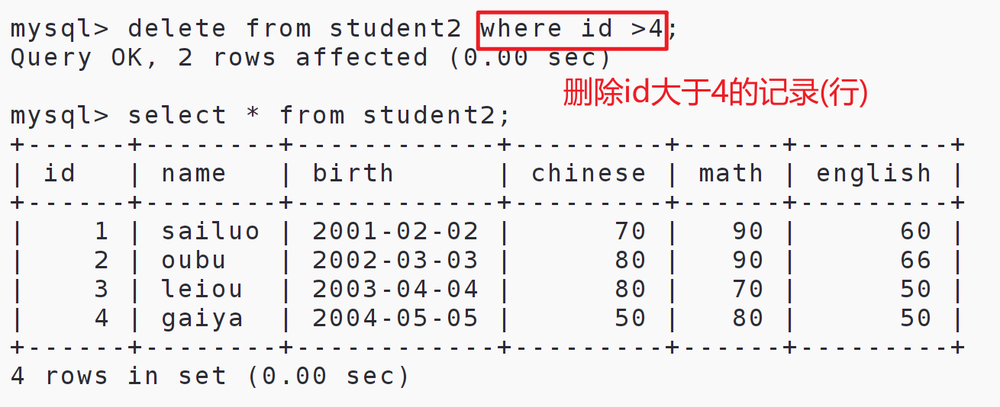 mysql> delete from student2 where id >4;
Query OK, 2 rows affected (0.00 sec)
删除id大于4的记录(行)
mysql> select * from student2;
+------+--------+------------+---------+------+---------+
| id   | name   | birth      | chinese | math | english |
+------+--------+------------+---------+------+---------+
|    1 | sailuo | 2001-02-02 |      70 |   90 |      60 |
|    2 | oubu   | 2002-03-03 |      80 |   90 |      66 |
|    3 | leiou  | 2003-04-04 |      80 |   70 |      50 |
|    4 | gaiya  | 2004-05-05 |      50 |   80 |      50 |
+------+--------+------------+---------+------+---------+
4 rows in set (0.00 sec)